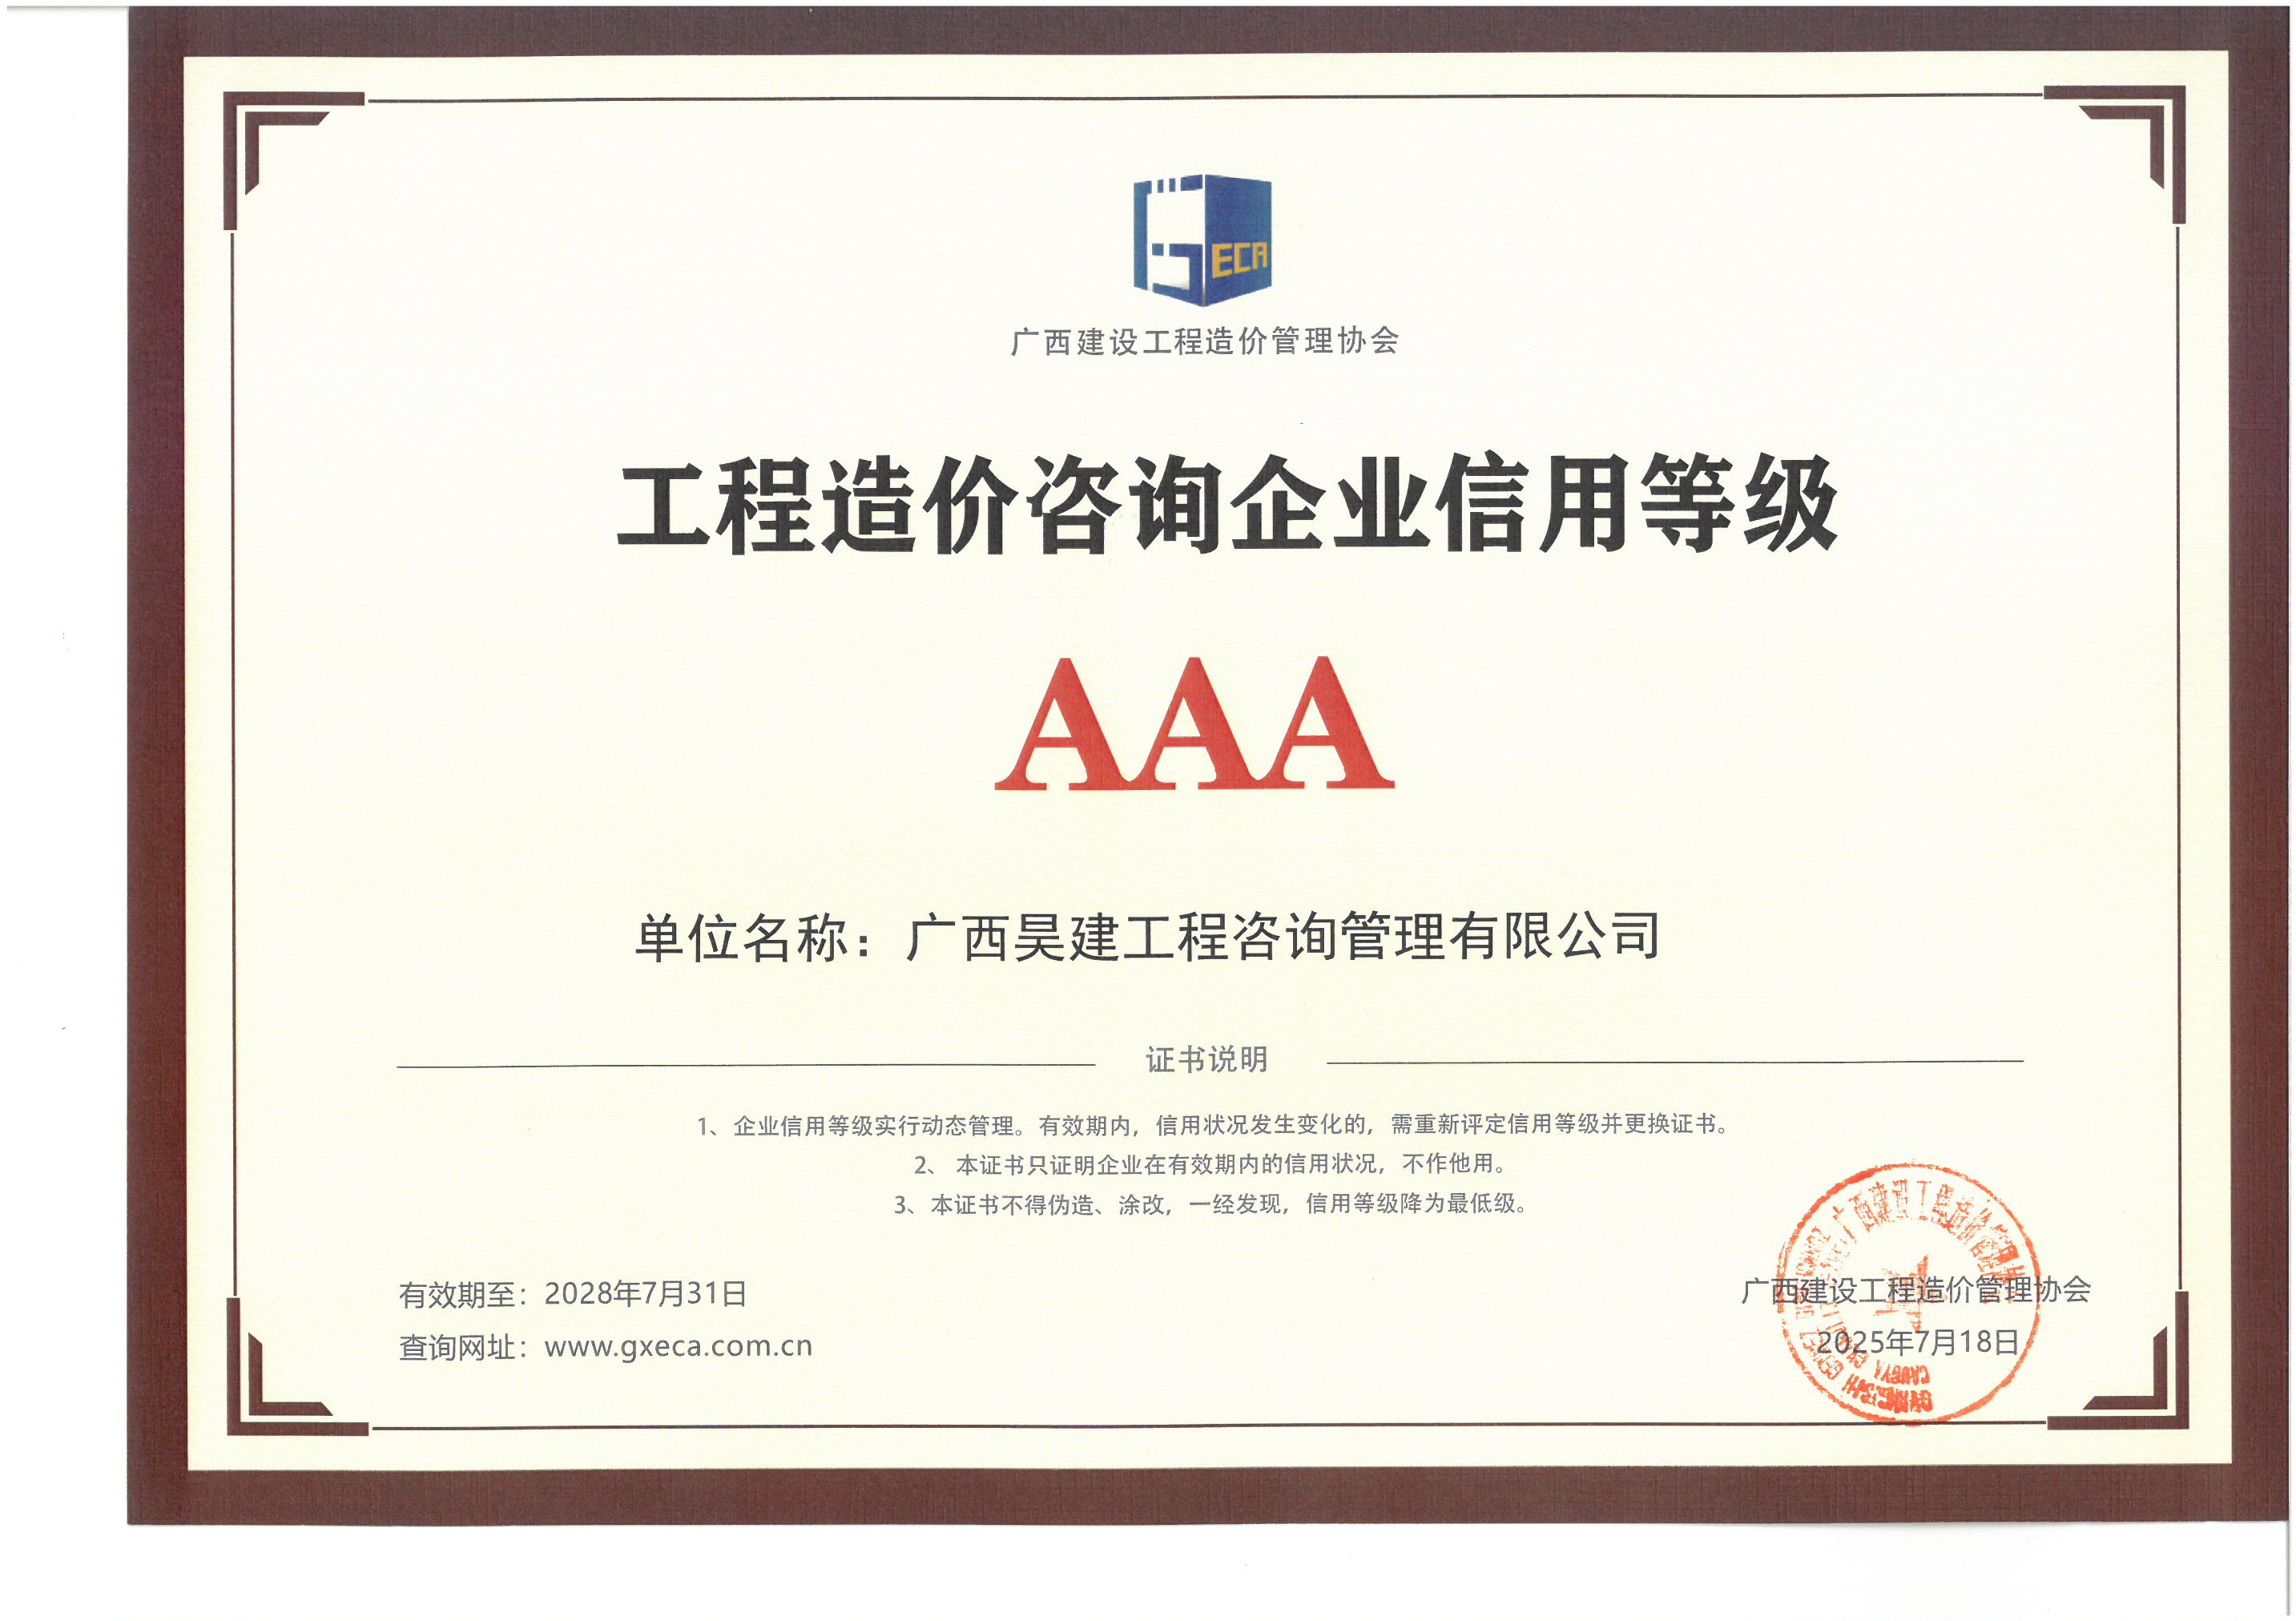 ECA
广西建设工程造价管理协会
工程造价咨询企业信用等级
AAA
单位名称：广西昊建工程咨询管理有限公司
证书说明
1、企业信用等级实行动态管理。有效期内，信用状况发生变化的，需重新评定信用等级并更换证书。
2、 本证书只证明企业在有效期内的信用状况，不作他用。
3、本证书不得伪造、涂改，一经发现，信用等级降为最低级。
有效期至：2028年7月31日
查询网址：www.gxeca.com.cn
广西建设工程造价管理协会
2025年7月18日